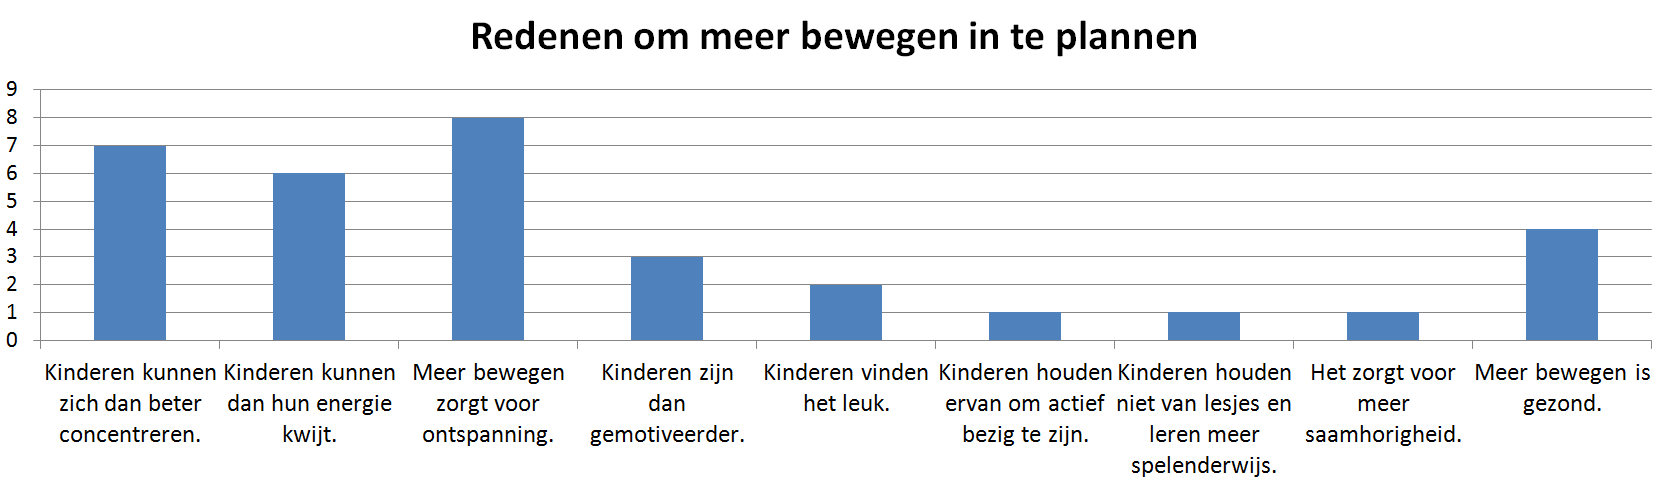 Redenen om meer bewegen in te plannen
9
8
7
6
5
4
3
2
1
0
Kinderen kunnen
zich dan beter
concentreren.
Kinderen kunnen
dan hun energie
kwijt.
Meer bewegen
zorgt voor
ontspanning.
Kinderen zijn
dan
gemotiveerder.
Kinderen vinden
het leuk.
Kinderen houden
ervan om actief
bezig te zijn.
Kinderen houden
niet van lesjes en
leren meer
spelenderwijs.
Het zorgt voor
meer
saamhorigheid.
Meer bewegen is
gezond.